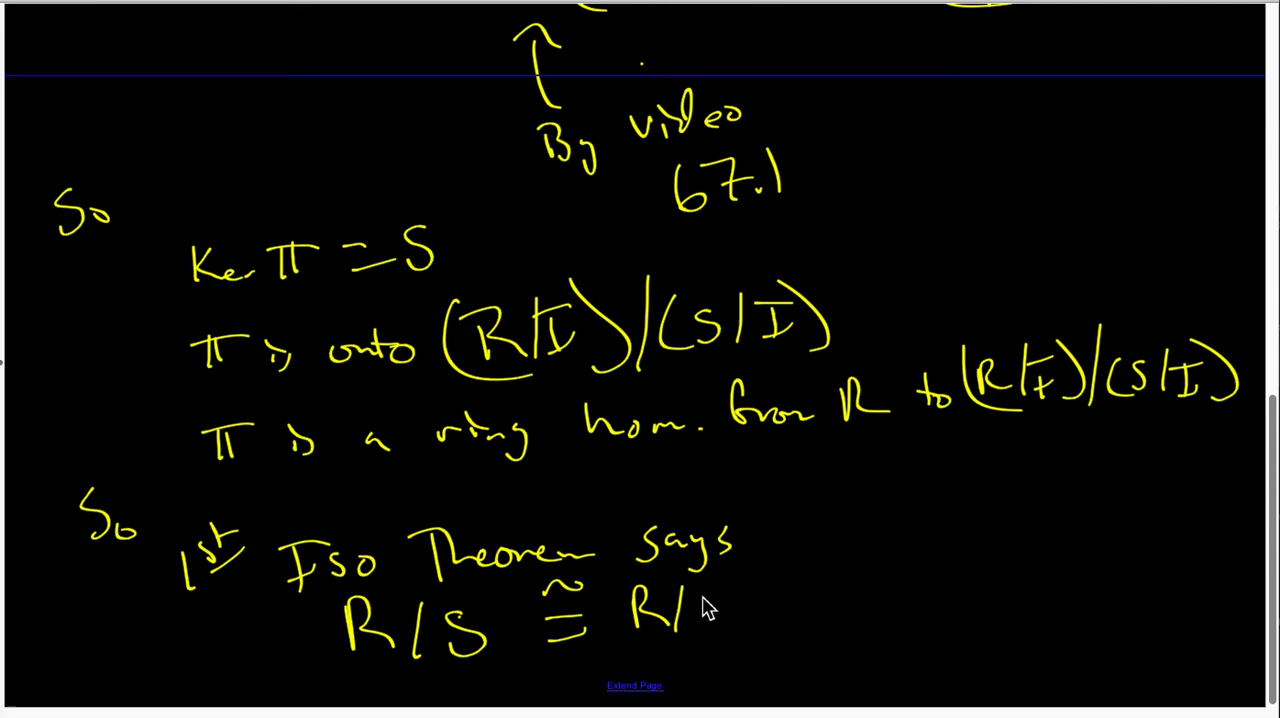 By video
67.1
So
Ker π = S
π is onto (R/I)/(S/I)
π is a ring hom. from R to (R/I)/(S/I)
So
1st Iso Theorem says
R/S ≅ R/
Extend Page